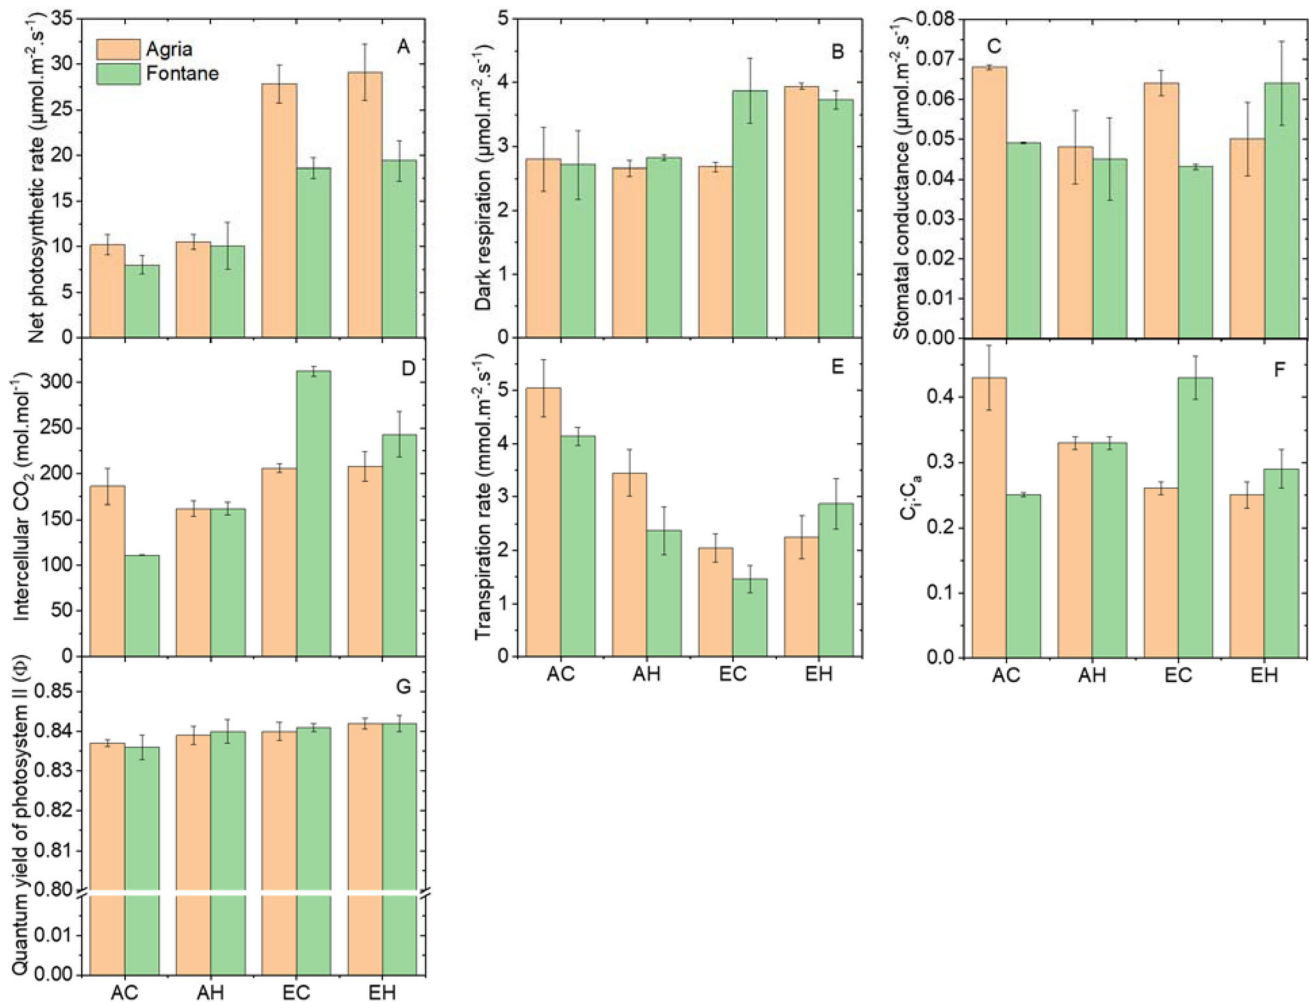 Net photosynthetic rate (μmol.m⁻².s⁻¹)
35
30
25
20
15
10
5
0
Agria
Fontane
A
Dark respiration (μmol.m⁻².s⁻¹)
5
4
3
2
1
0
B
Stomatal conductance (μmol.m⁻².s⁻¹)
0.08
0.07
0.06
0.05
0.04
0.03
0.02
0.01
0.00
C
Intercellular CO₂ (mol.mol⁻¹)
300
250
200
150
100
50
0
D
Transpiration rate (mmol.m⁻².s⁻¹)
5
4
3
2
1
0
E
AC AH EC EH
Cᵢ:Cₐ
0.4
0.3
0.2
0.0
F
AC AH EC EH
Quantum yield of photosystem II (Φ)
0.85
0.84
0.83
0.82
0.81
0.80
0.01
0.00
G
AC AH EC EH